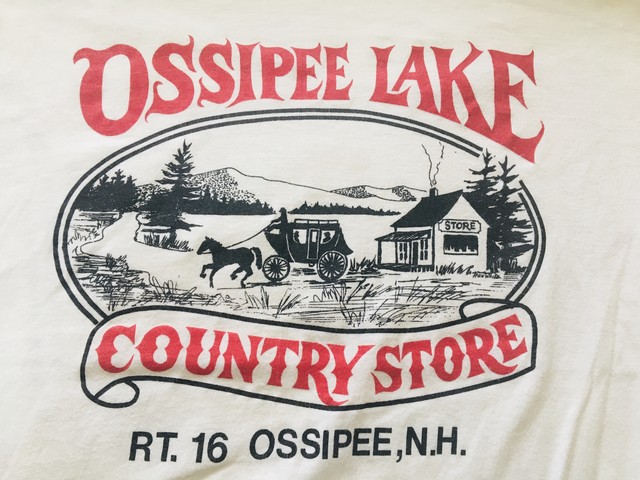 OSSIPEE LAKE
STORE
COUNTRY STORE
RT. 16 OSSIPEE, N.H.